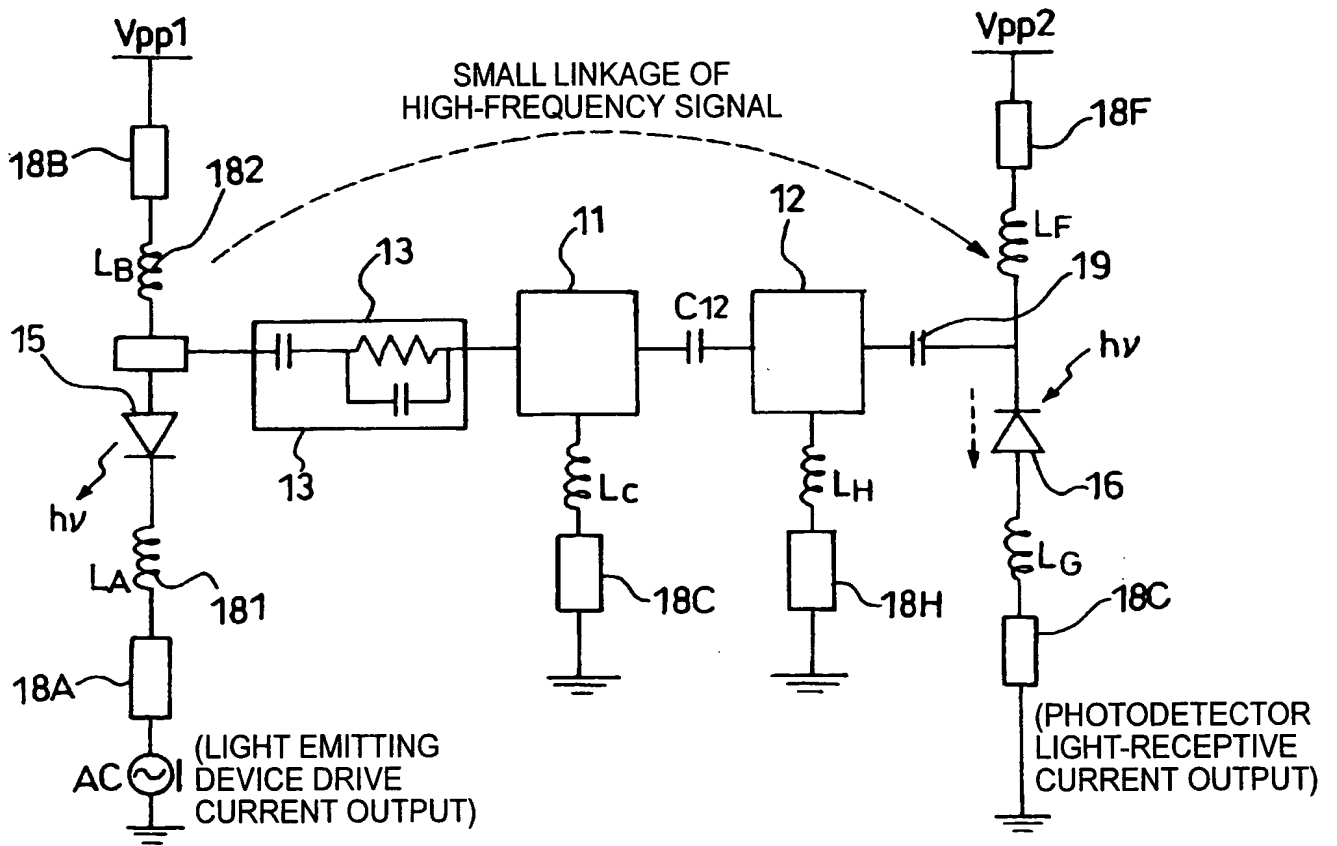 Vpp1
Vpp2
SMALL LINKAGE OF
HIGH-FREQUENCY SIGNAL
18B
182
18F
LB
13
11
12
LF
19
15
C12
hν
hν
13
LC
LH
16
LA
181
18C
18H
LG
18C
18A
AC
I
(LIGHT EMITTING
DEVICE DRIVE
CURRENT OUTPUT)
(PHOTODETECTOR
LIGHT-RECEPTIVE
CURRENT OUTPUT)